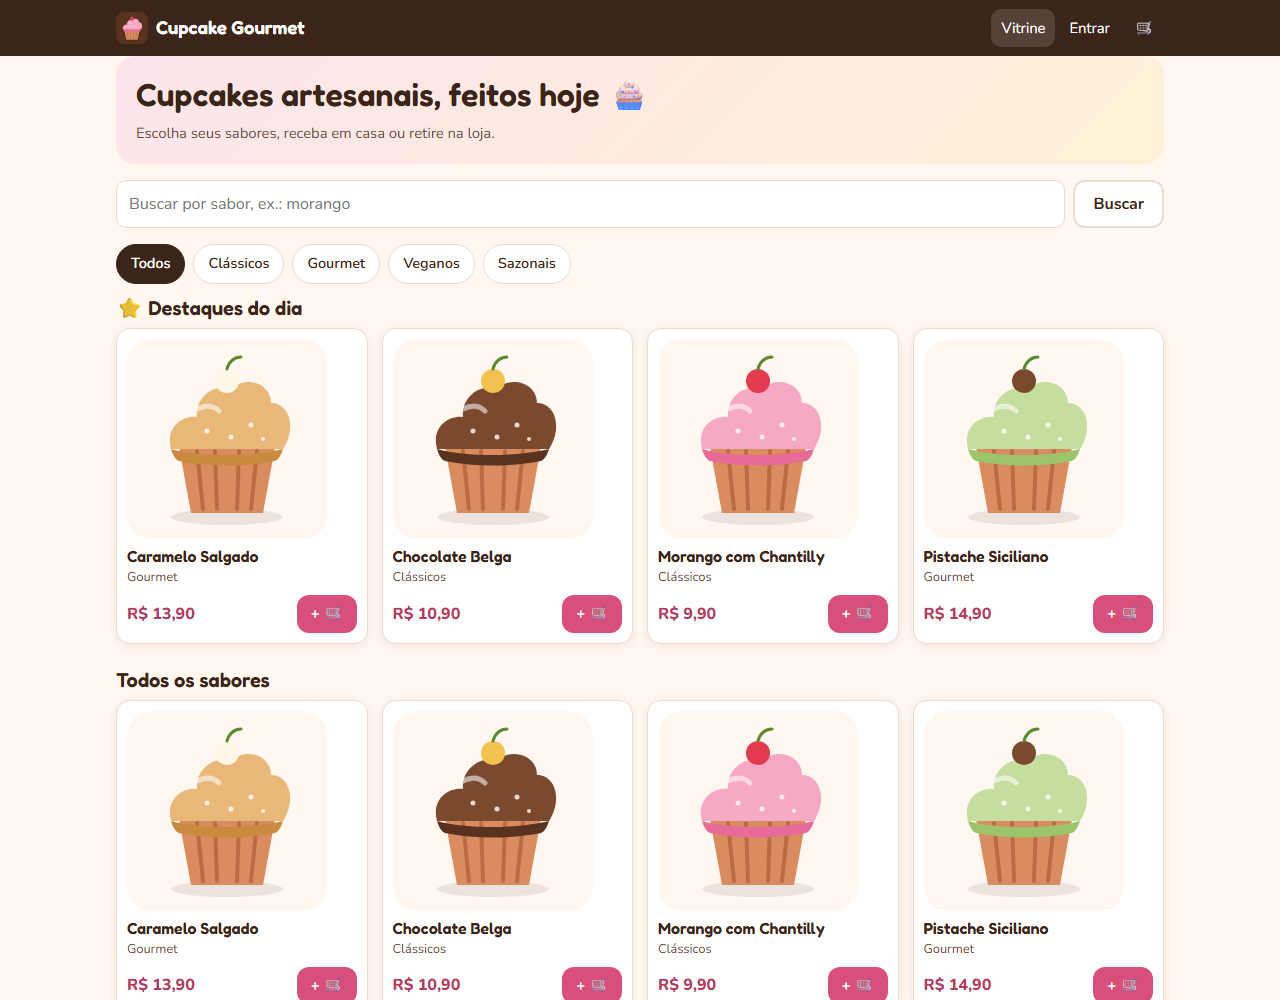 Cupcake Gourmet
Vitrine
Entrar
Cupcakes artesanais, feitos hoje
Escolha seus sabores, receba em casa ou retire na loja.
Buscar por sabor, ex.: morango
Buscar
Todos
Clássicos
Gourmet
Veganos
Sazonais
Destaques do dia
Caramelo Salgado
Gourmet
R$ 13,90
+
Chocolate Belga
Clássicos
R$ 10,90
+
Morango com Chantilly
Clássicos
R$ 9,90
+
Pistache Siciliano
Gourmet
R$ 14,90
+
Todos os sabores
Caramelo Salgado
Gourmet
R$ 13,90
+
Chocolate Belga
Clássicos
R$ 10,90
+
Morango com Chantilly
Clássicos
R$ 9,90
+
Pistache Siciliano
Gourmet
R$ 14,90
+